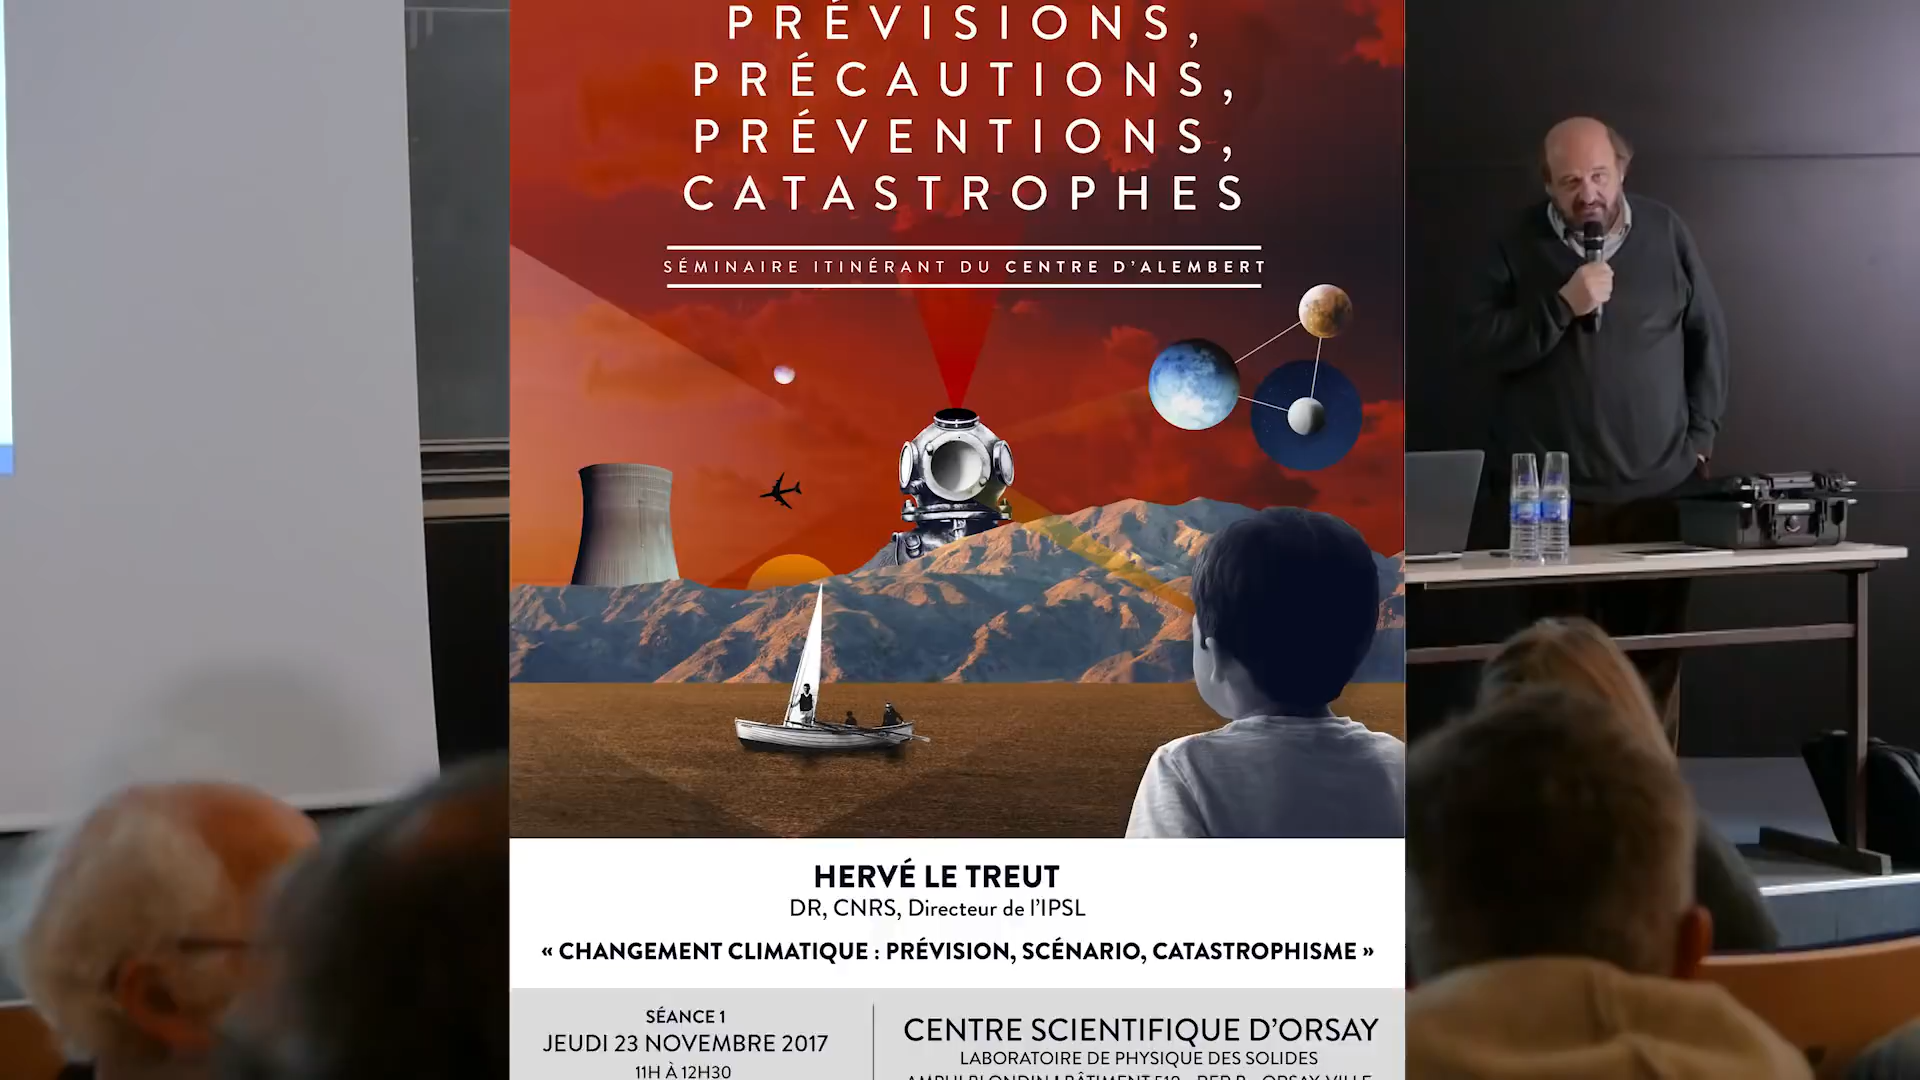 PRÉVISIONS,
PRÉCAUTIONS,
PRÉVENTIONS,
CATASTROPHES
SÉMINAIRE ITINÉRANT DU CENTRE D'ALEMBERT
HERVÉ LE TREUT
DR, CNRS, Directeur de l'IPSL
« CHANGEMENT CLIMATIQUE : PRÉVISION, SCÉNARIO, CATASTROPHISME »
SÉANCE 1
JEUDI 23 NOVEMBRE 2017
11H À 12H30
CENTRE SCIENTIFIQUE D'ORSAY
LABORATOIRE DE PHYSIQUE DES SOLIDES
AMPHI BLONDIN